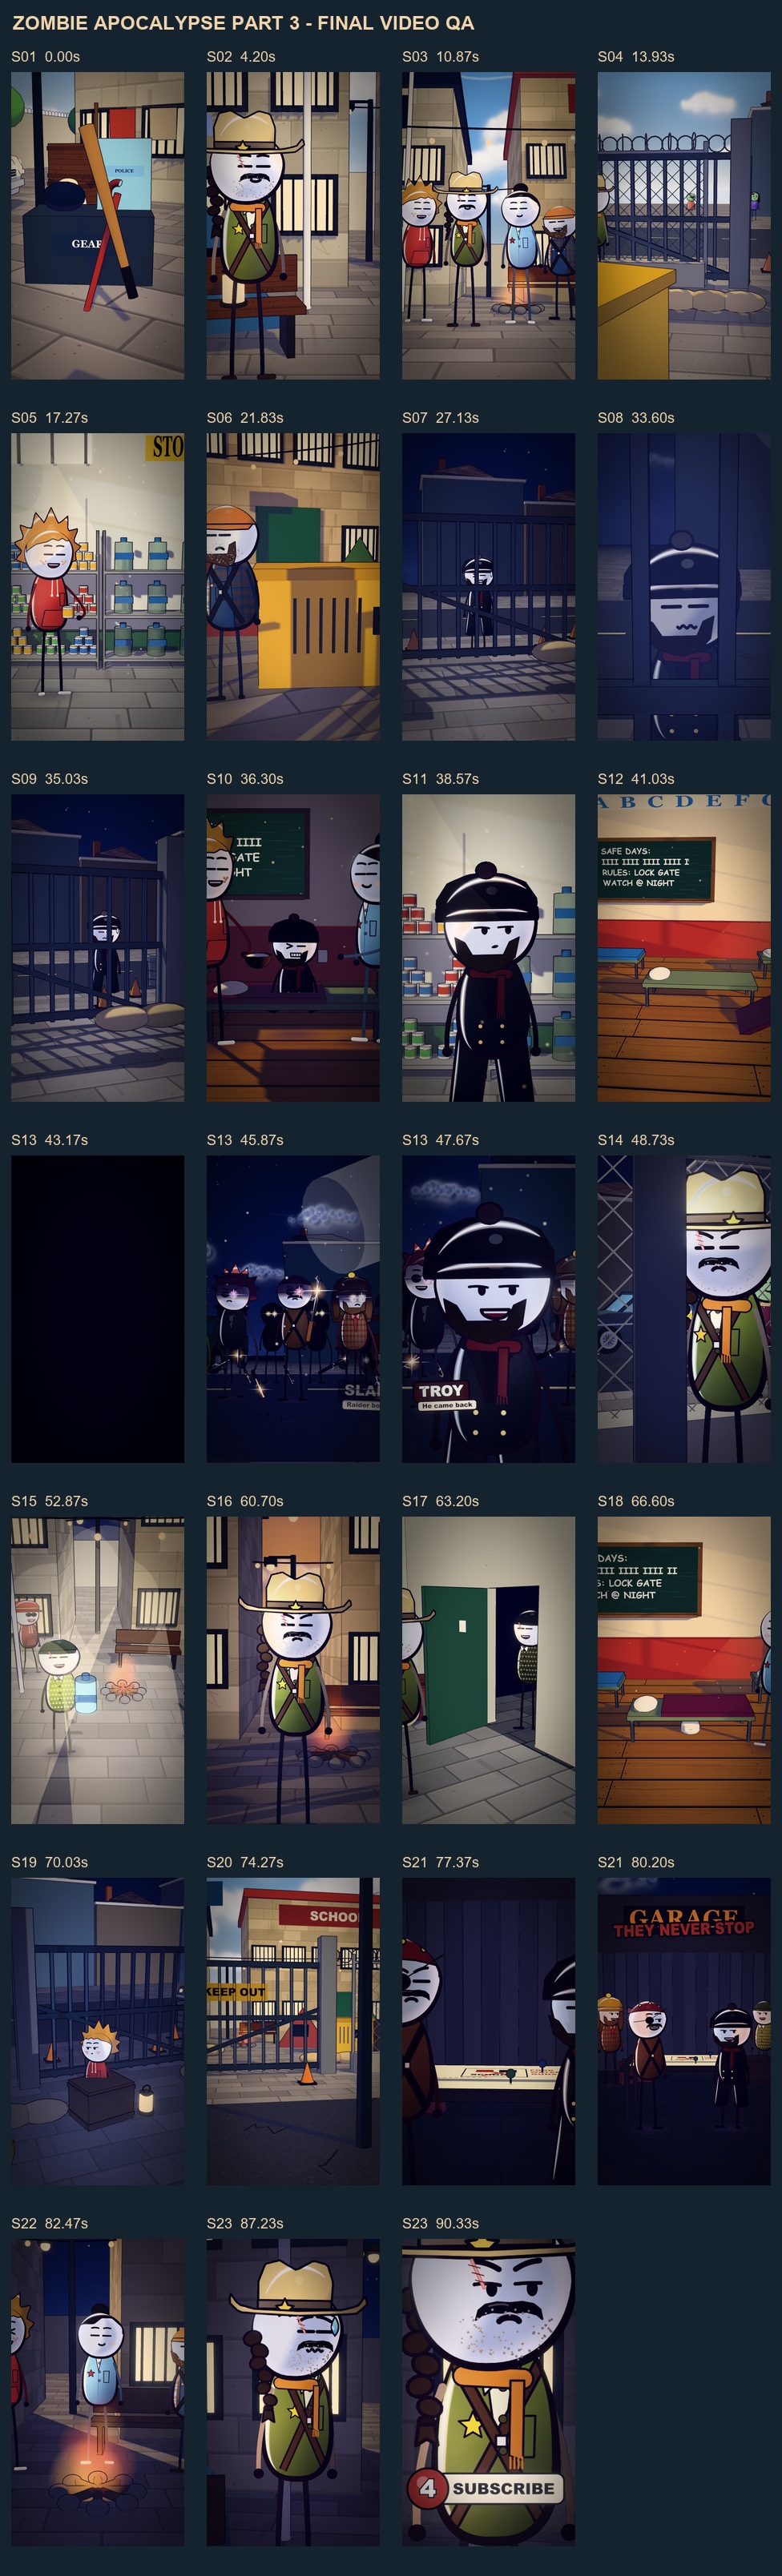 ZOMBIE APOCALYPSE PART 3 - FINAL VIDEO QA
S01 0.00s
S02 4.20s
S03 10.87s
S04 13.93s
POLICE
GEAR
S05 17.27s
S06 21.83s
S07 27.13s
S08 33.60s
STO
S09 35.03s
S10 36.30s
S11 38.57s
S12 41.03s
IIII
GATE
HT
A B C D E F G
SAFE DAYS:
IIII IIII IIII IIII I
RULES: LOCK GATE
WATCH @ NIGHT
S13 43.17s
S13 45.87s
S13 47.67s
S14 48.73s
SLA
Raider bo
TROY
He came back
S15 52.87s
S16 60.70s
S17 63.20s
S18 66.60s
DAYS:
IIII IIII IIII II
S: LOCK GATE
CH @ NIGHT
S19 70.03s
S20 74.27s
S21 77.37s
S21 80.20s
SCHOO
KEEP OUT
GARAGE
THEY NEVER STOP
S22 82.47s
S23 87.23s
S23 90.33s
4
SUBSCRIBE